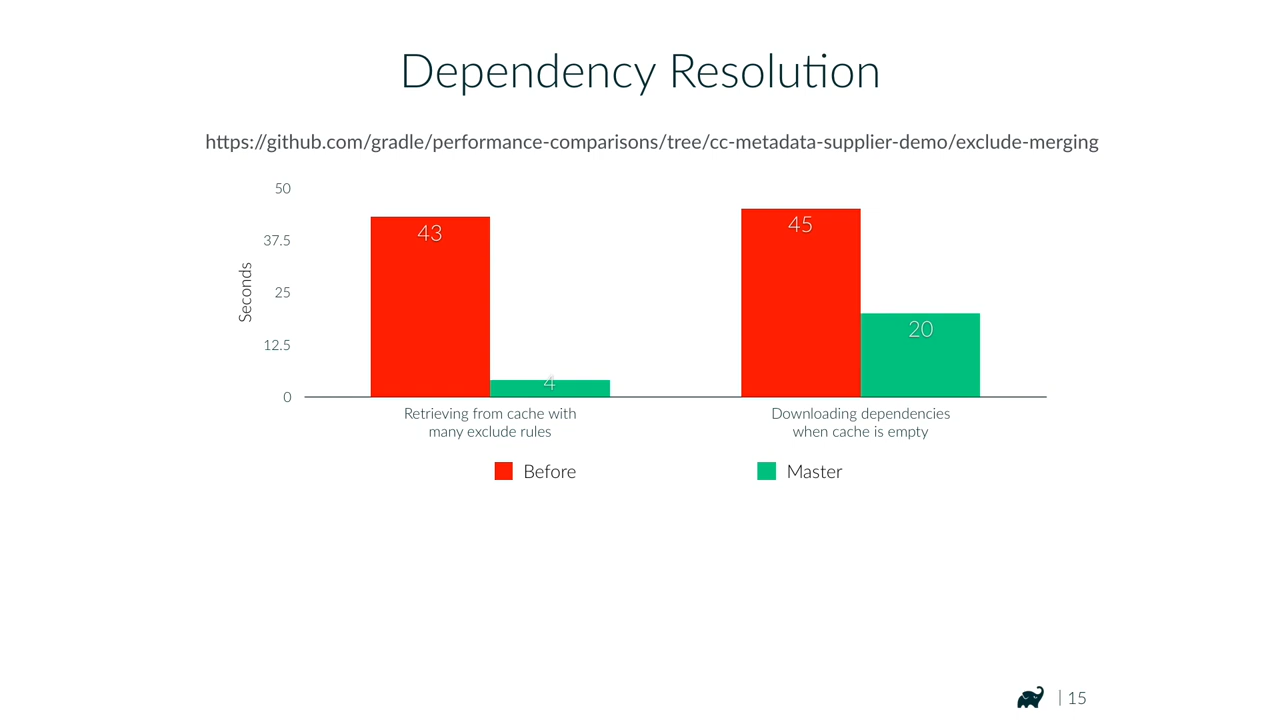 Dependency Resolution
https://github.com/gradle/performance-comparisons/tree/cc-metadata-supplier-demo/exclude-merging
50
37.5
25
12.5
0
Seconds
43
4
45
20
Retrieving from cache with
many exclude rules
Downloading dependencies
when cache is empty
Before
Master
| 15